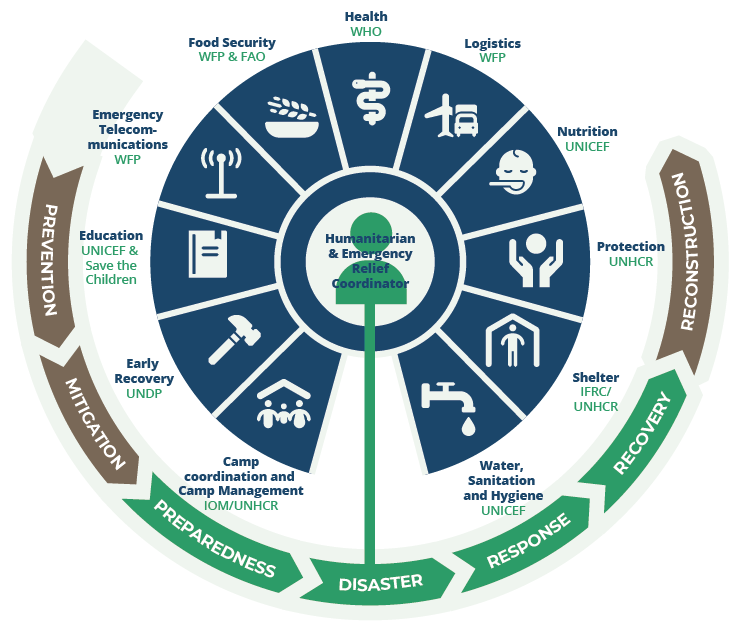 Health
WHO
Logistics
WFP
Nutrition
UNICEF
Protection
UNHCR
Shelter
IFRC/
UNHCR
Water,
Sanitation
and Hygiene
UNICEF
Camp
coordination and
Camp Management
IOM/UNHCR
Early
Recovery
UNDP
Education
UNICEF &
Save the
Children
Emergency
Telecom-
munications
WFP
Food Security
WFP & FAO
Humanitarian
& Emergency
Relief
Coordinator
PREVENTION
MITIGATION
PREPAREDNESS
DISASTER
RESPONSE
RECOVERY
RECONSTRUCTION